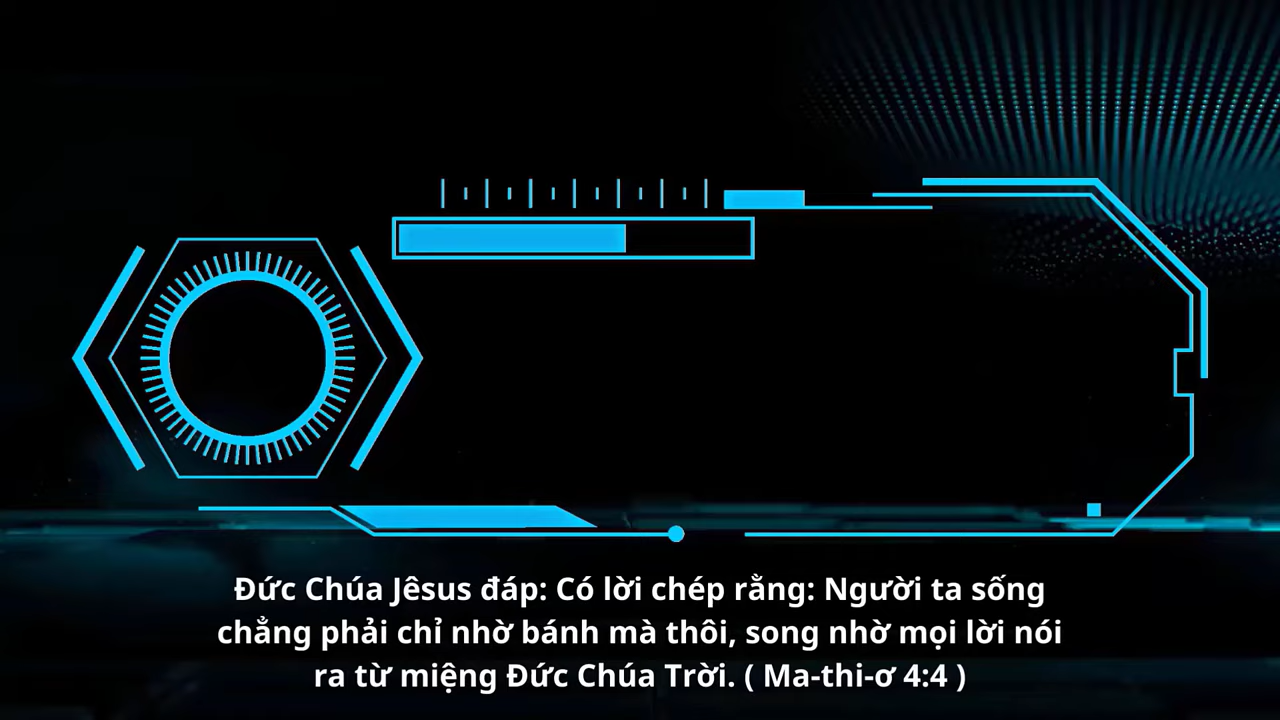 Đức Chúa Jêsus đáp: Có lời chép rằng: Người ta sống
chẳng phải chỉ nhờ bánh mà thôi, song nhờ mọi lời nói
ra từ miệng Đức Chúa Trời. ( Ma-thi-ơ 4:4 )